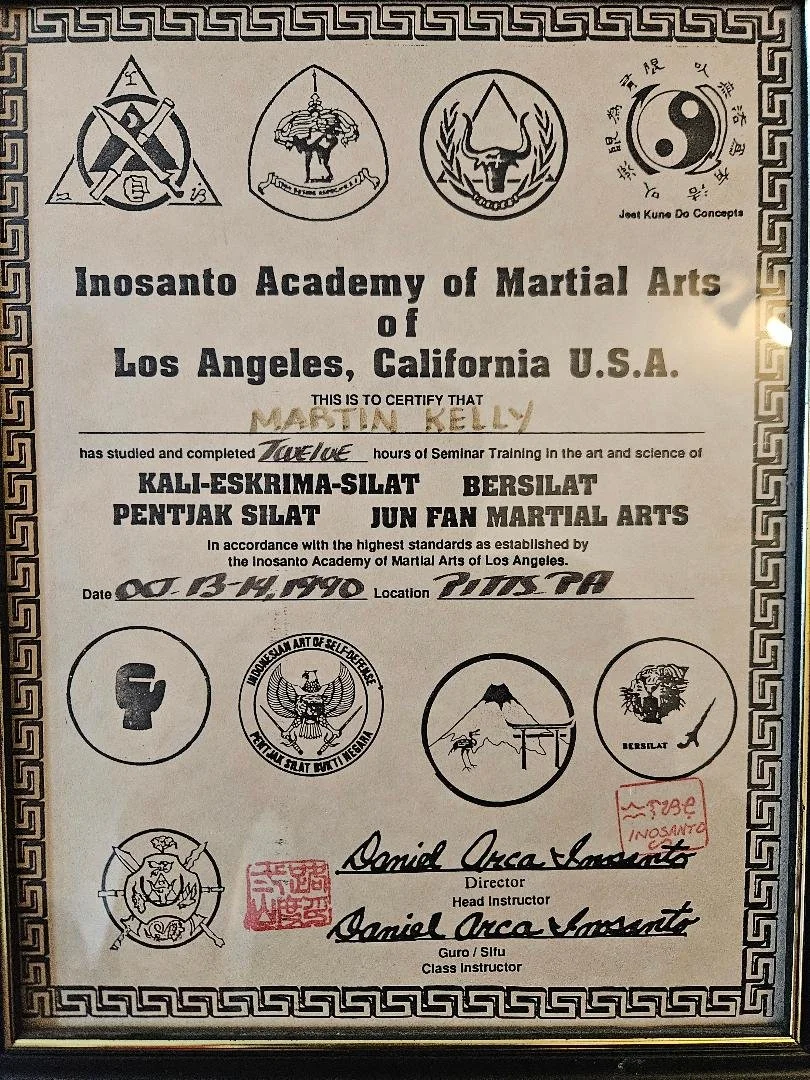 Jeet Kune Do Concepts
Inosanto Academy of Martial Arts
of
Los Angeles, California U.S.A.
THIS IS TO CERTIFY THAT
MARTIN KELLY
has studied and completed TWELVE hours of Seminar Training in the art and science of
KALI-ESKRIMA-SILAT BERSILAT
PENTJAK SILAT JUN FAN MARTIAL ARTS
in accordance with the highest standards as established by
the Inosanto Academy of Martial Arts of Los Angeles.
Date OCT. 13-14, 1990 Location PITTS PA
INDONESIAN ART OF SELF-DEFENSE
PENTJAK SILAT BUKTI NEGARA
BERSILAT
INOSANTO
Daniel Arca Inosanto
Director
Head Instructor
Daniel Arca Inosanto
Guro / Sifu
Class Instructor